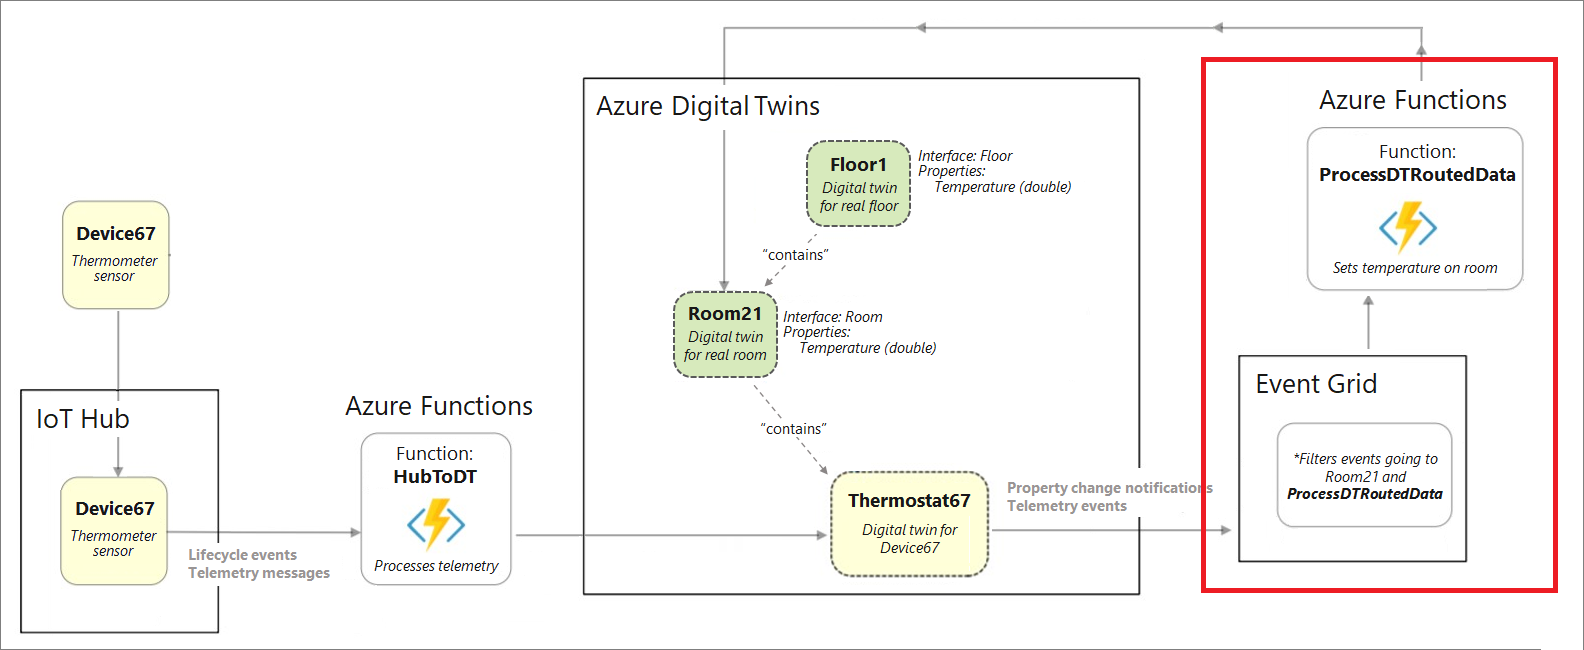 Device67
Thermometer
sensor
IoT Hub
Device67
Thermometer
sensor
Lifecycle events
Telemetry messages
Azure Functions
Function:
HubToDT
Processes telemetry
Azure Digital Twins
Floor1
Digital twin
for real floor
Interface: Floor
Properties:
Temperature (double)
“contains”
Room21
Digital twin
for real room
Interface: Room
Properties:
Temperature (double)
“contains”
Thermostat67
Digital twin for
Device67
Property change notifications
Telemetry events
Azure Functions
Function:
ProcessDTRoutedData
Sets temperature on room
Event Grid
*Filters events going to
Room21 and
ProcessDTRoutedData